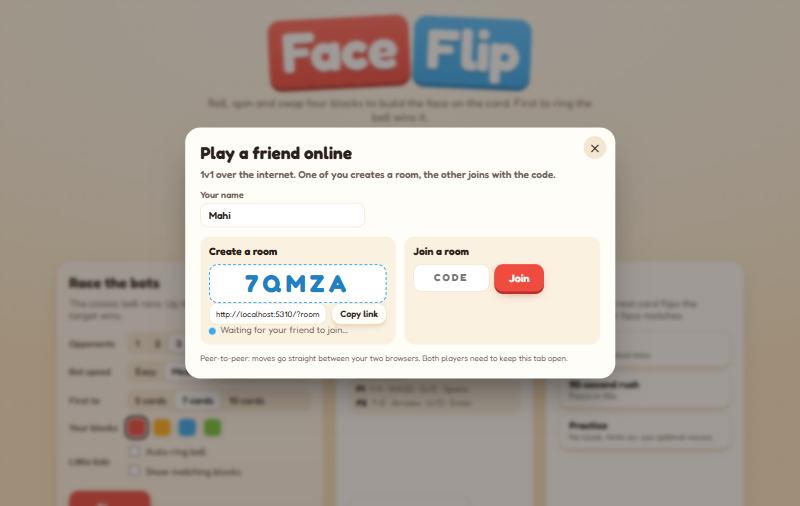 Face Flip
Roll, spin and swap four blocks to build the face on the card. First to ring the
bell wins it.
Play a friend online
×
1v1 over the internet. One of you creates a room, the other joins with the code.
Your name
Mahi
Create a room
7QMZA
http://localhost:5310/?room
Copy link
Waiting for your friend to join...
Join a room
CODE
Join
Peer-to-peer: moves go straight between your two browsers. Both players need to keep this tab open.
Race the bots
target wins.
Opponents
1 2 3
Bot speed
Easy
First to
5 cards 7 cards 10 cards
Your blocks
Little kids
Auto-ring bell
Show matching blocks
90-second rush
Practice